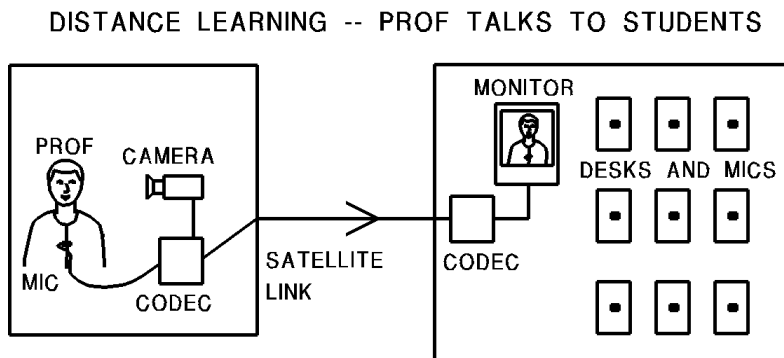 DISTANCE LEARNING -- PROF TALKS TO STUDENTS
PROF
CAMERA
MIC
CODEC
SATELLITE
LINK
MONITOR
DESKS AND MICS
CODEC